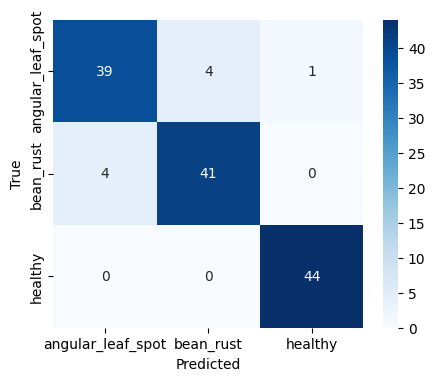 True
angular_leaf_spot
39 4 1
bean_rust
4 41 0
healthy
0 0 44
angular_leaf_spot bean_rust healthy
Predicted
40
35
30
25
20
15
10
5
0